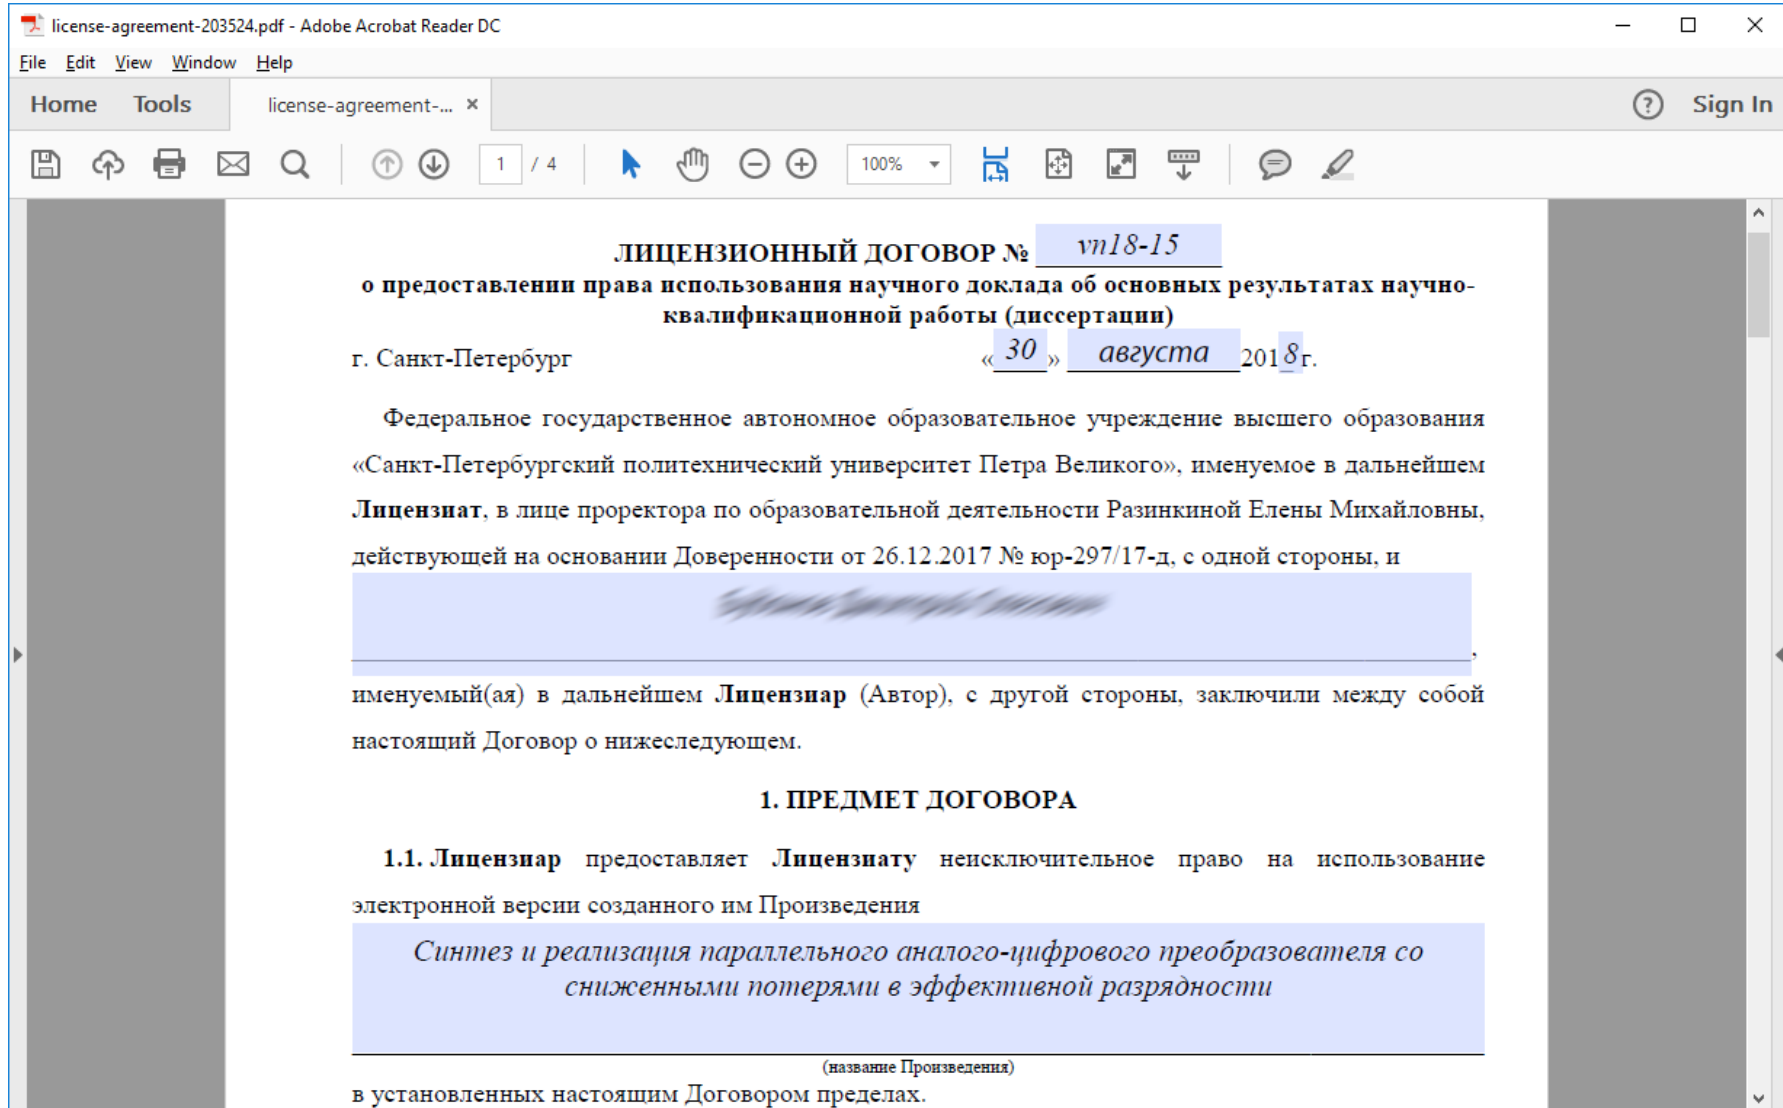 license-agreement-203524.pdf - Adobe Acrobat Reader DC
File Edit View Window Help
Home Tools license-agreement-... × ? Sign In
1 / 4 100%
ЛИЦЕНЗИОННЫЙ ДОГОВОР № vn18-15
о предоставлении права использования научного доклада об основных результатах научно-
квалификационной работы (диссертации)
г. Санкт-Петербург «30» августа 2018г.
Федеральное государственное автономное образовательное учреждение высшего образования
«Санкт-Петербургский политехнический университет Петра Великого», именуемое в дальнейшем
Лицензиат, в лице проректора по образовательной деятельности Разинкиной Елены Михайловны,
действующей на основании Доверенности от 26.12.2017 № юр-297/17-д, с одной стороны, и
,
именуемый(ая) в дальнейшем Лицензиар (Автор), с другой стороны, заключили между собой
настоящий Договор о нижеследующем.
1. ПРЕДМЕТ ДОГОВОРА
1.1. Лицензиар предоставляет Лицензиату неисключительное право на использование
электронной версии созданного им Произведения
Синтез и реализация параллельного аналого-цифрового преобразователя со
сниженными потерями в эффективной разрядности
(название Произведения)
в установленных настоящим Договором пределах.